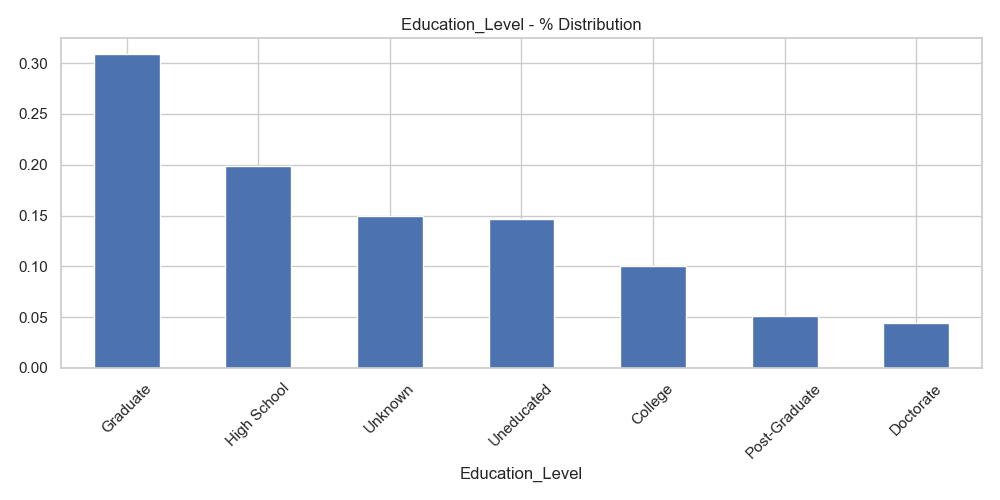 Education_Level - % Distribution
0.30
0.25
0.20
0.15
0.10
0.05
0.00
Graduate
High School
Unknown
Uneducated
College
Post-Graduate
Doctorate
Education_Level